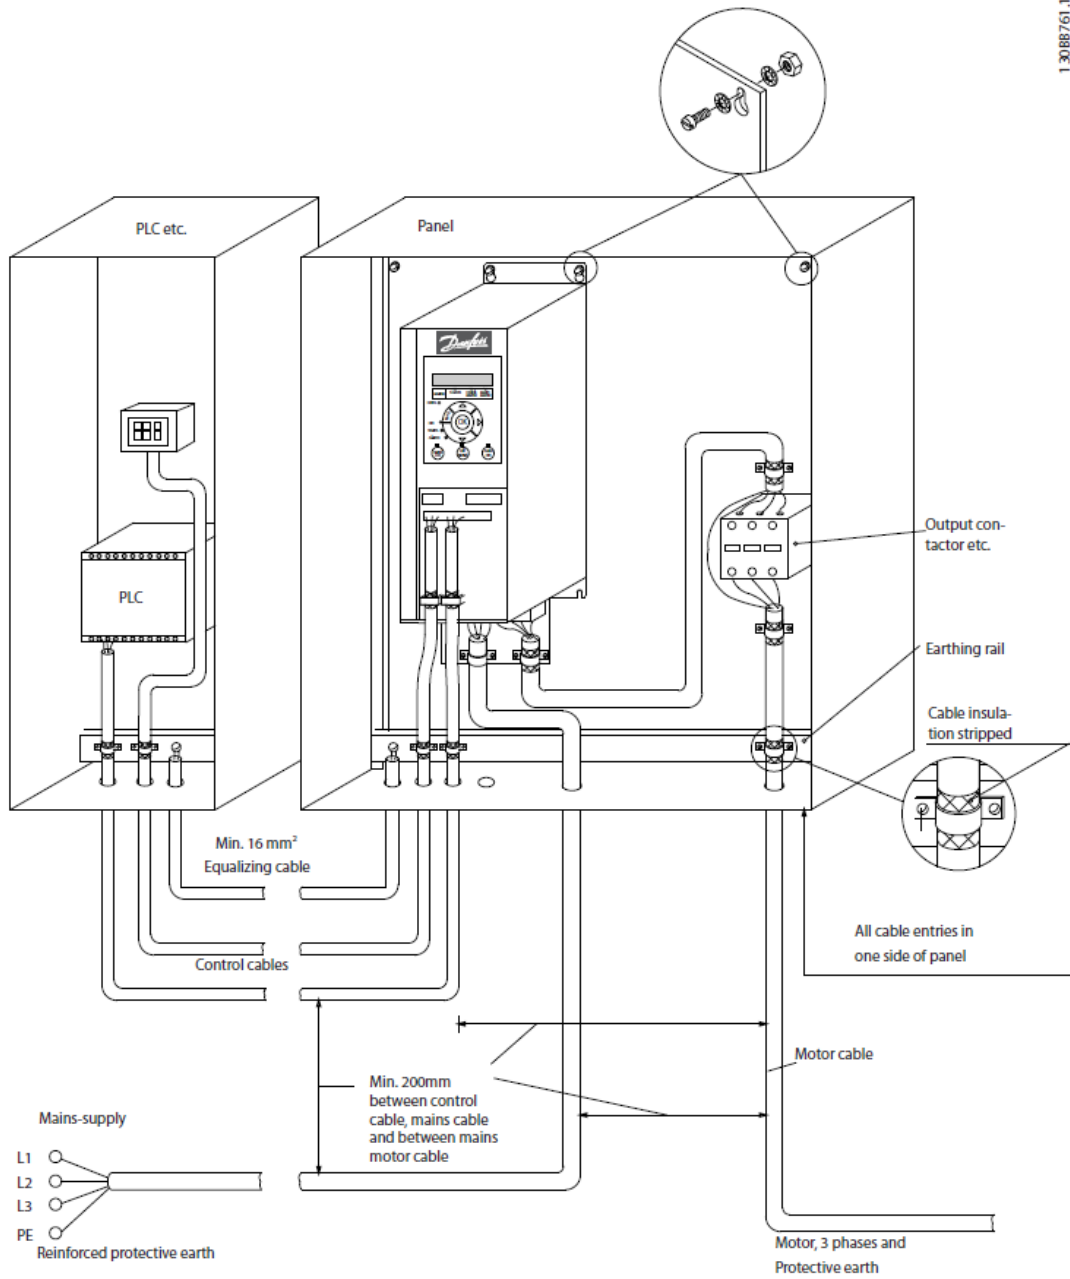 130BB761.1
PLC etc.
Panel
Danfoss
OK
PLC
Output con-
tactor etc.
Earthing rail
Cable insula-
tion stripped
Min. 16 mm²
Equalizing cable
Control cables
All cable entries in
one side of panel
Min. 200mm
between control
cable, mains cable
and between mains
motor cable
Motor cable
Mains-supply
L1
L2
L3
PE
Reinforced protective earth
Motor, 3 phases and
Protective earth